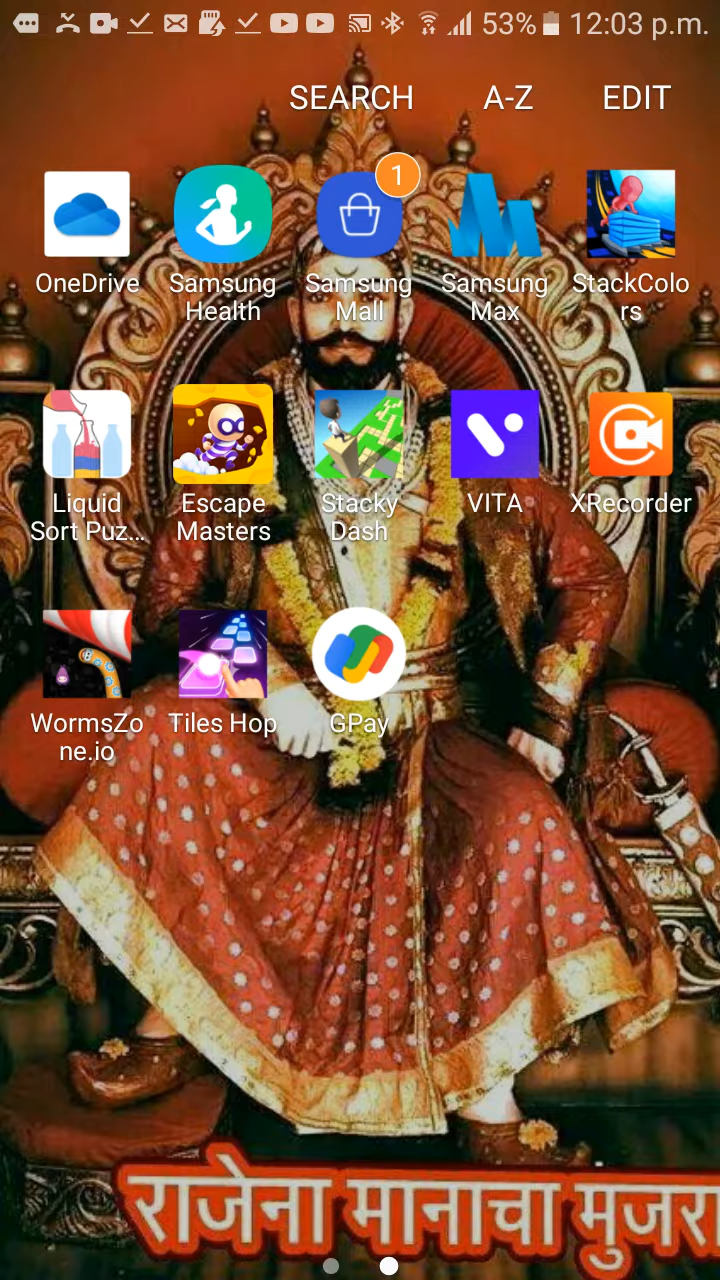 53% 12:03 p.m.
SEARCH A-Z EDIT
1
OneDrive Samsung Samsung Samsung StackColo
Health Mall Max rs
Liquid Escape Stacky VITA XRecorder
Sort Puz... Masters Dash
WormsZo Tiles Hop GPay
ne.io
राजेना मानाचा मुजरा